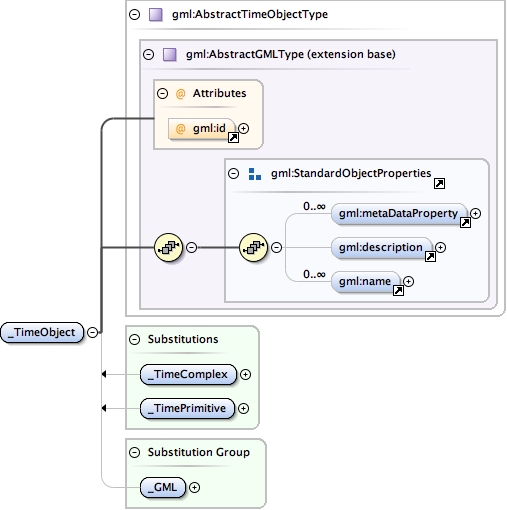 gml:AbstractTimeObjectType
gml:AbstractGMLType (extension base)
@ Attributes
@ gml:id
gml:StandardObjectProperties
0..∞
gml:metaDataProperty
gml:description
0..∞
gml:name
_TimeObject
Substitutions
_TimeComplex
_TimePrimitive
Substitution Group
_GML